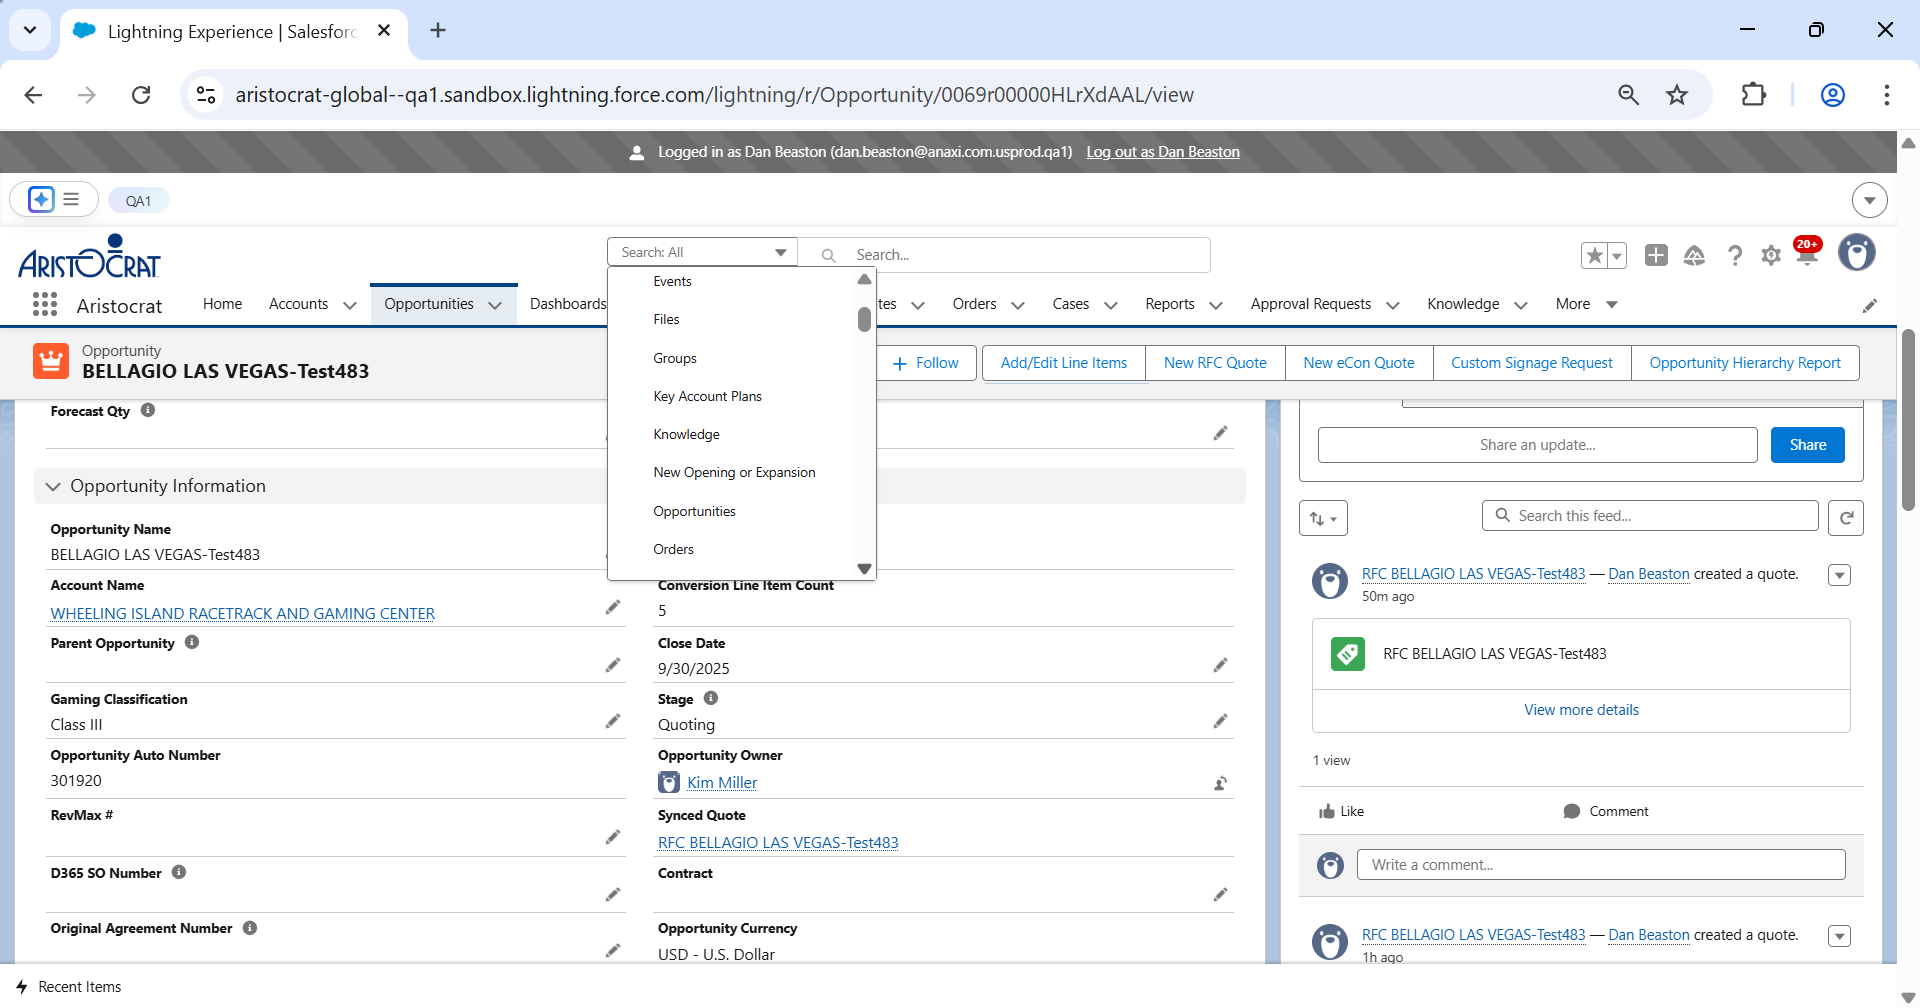 Lightning Experience | Salesforc
aristocrat-global--qa1.sandbox.lightning.force.com/lightning/r/Opportunity/0069r00000HLrXdAAL/view
Logged in as Dan Beaston (dan.beaston@anaxi.com.usprod.qa1) Log out as Dan Beaston
QA1
ARISTOCRAT
Search: All
Search...
20+
Aristocrat
Home
Accounts
Opportunities
Dashboards
tes
Orders
Cases
Reports
Approval Requests
Knowledge
More
Events
Files
Groups
Key Account Plans
Knowledge
New Opening or Expansion
Opportunities
Orders
Opportunity
BELLAGIO LAS VEGAS-Test483
Follow
Add/Edit Line Items
New RFC Quote
New eCon Quote
Custom Signage Request
Opportunity Hierarchy Report
Forecast Qty
Opportunity Information
Opportunity Name
BELLAGIO LAS VEGAS-Test483
Account Name
WHEELING ISLAND RACETRACK AND GAMING CENTER
Conversion Line Item Count
5
Parent Opportunity
Close Date
9/30/2025
Gaming Classification
Class III
Stage
Quoting
Opportunity Auto Number
301920
Opportunity Owner
Kim Miller
RevMax #
Synced Quote
RFC BELLAGIO LAS VEGAS-Test483
D365 SO Number
Contract
Original Agreement Number
Opportunity Currency
USD - U.S. Dollar
Share an update...
Share
Search this feed...
RFC BELLAGIO LAS VEGAS-Test483 — Dan Beaston created a quote.
50m ago
RFC BELLAGIO LAS VEGAS-Test483
View more details
1 view
Like
Comment
Write a comment...
RFC BELLAGIO LAS VEGAS-Test483 — Dan Beaston created a quote.
1h ago
Recent Items